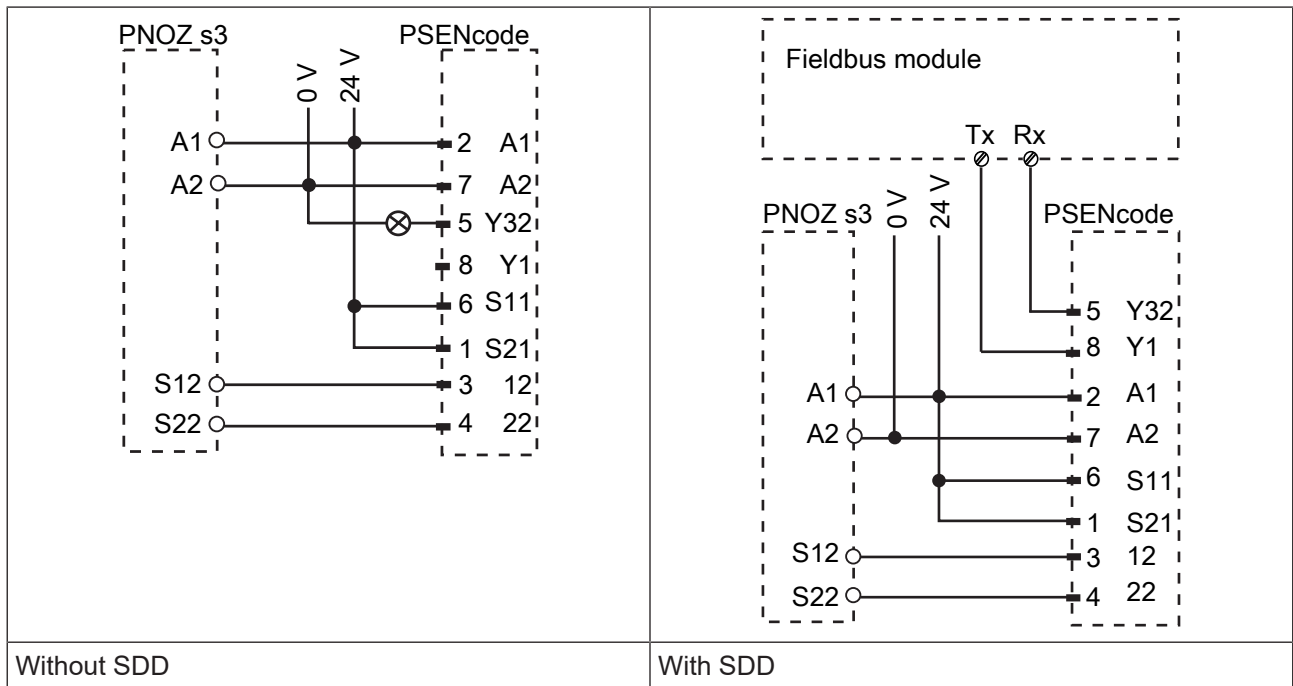 PNOZ s3
PSENcode
0 V
24 V
A1
2 A1
A2
7 A2
5 Y32
8 Y1
6 S11
1 S21
S12
3 12
S22
4 22
Without SDD
Fieldbus module
Tx Rx
PNOZ s3
0 V
24 V
PSENcode
5 Y32
8 Y1
A1
2 A1
A2
7 A2
6 S11
1 S21
S12
3 12
S22
4 22
With SDD